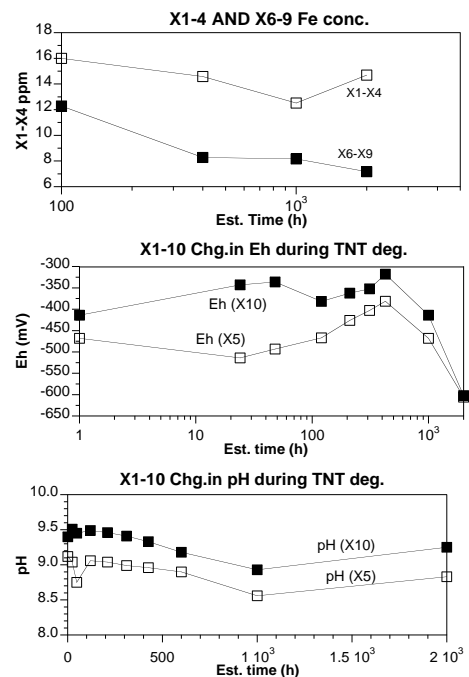 X1-4 AND X6-9 Fe conc.
18
16
14
12
10
8
6
X1-X4 ppm
X1-X4
X6-X9
100
10³
Est. Time (h)
X1-10 Chg.in Eh during TNT deg.
-300
-350
-400
-450
-500
-550
-600
-650
Eh (mV)
Eh (X10)
Eh (X5)
1
10
100
10³
Est. time (h)
X1-10 Chg.in pH during TNT deg.
10.0
9.5
9.0
8.5
8.0
pH
pH (X10)
pH (X5)
0
500
1 10³
1.5 10³
2 10³
Est. time (h)